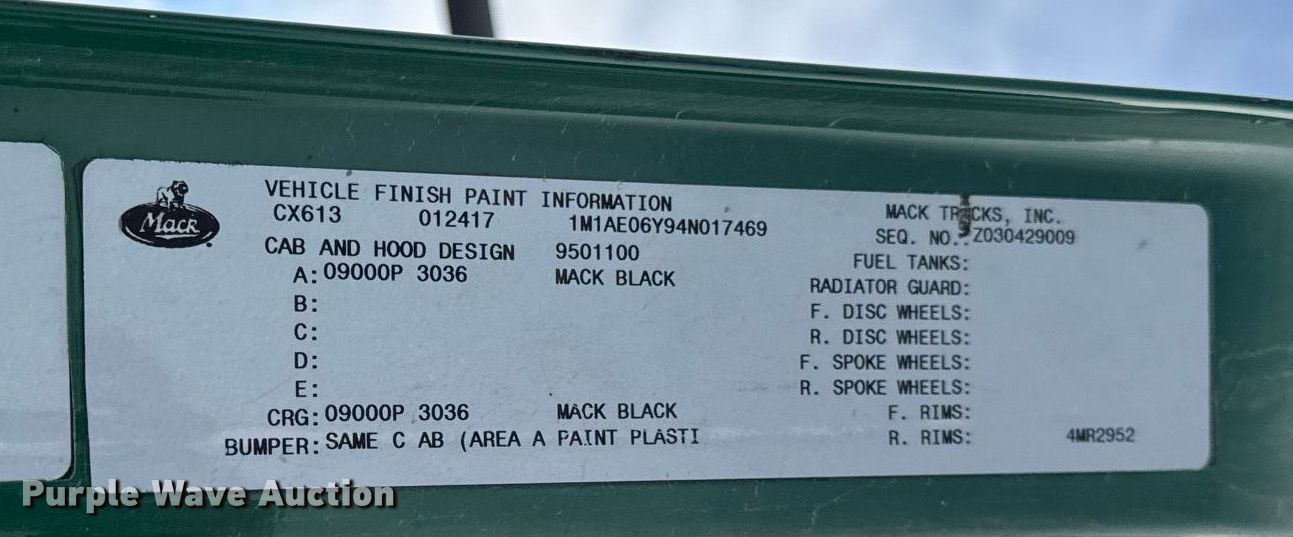 Mack
VEHICLE FINISH PAINT INFORMATION
CX613 012417 1M1AE06Y94N017469
CAB AND HOOD DESIGN 9501100
A: 09000P 3036 MACK BLACK
B:
C:
D:
E:
CRG: 09000P 3036 MACK BLACK
BUMPER: SAME C AB (AREA A PAINT PLASTI
MACK TRUCKS, INC.
SEQ. NO.: Z030429009
FUEL TANKS:
RADIATOR GUARD:
F. DISC WHEELS:
R. DISC WHEELS:
F. SPOKE WHEELS:
R. SPOKE WHEELS:
F. RIMS:
R. RIMS:
4MR2952
Purple Wave Auction